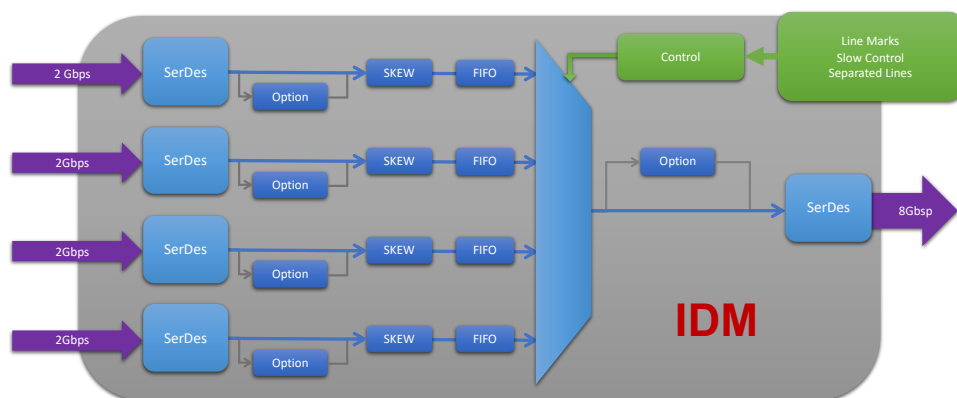 2 Gbps
SerDes
Option
SKEW
FIFO
Control
Line Marks
Slow Control
Separated Lines
2Gbps
SerDes
Option
SKEW
FIFO
Option
SerDes
8Gbsp
2Gbps
SerDes
Option
SKEW
FIFO
2Gbps
SerDes
Option
SKEW
FIFO
IDM